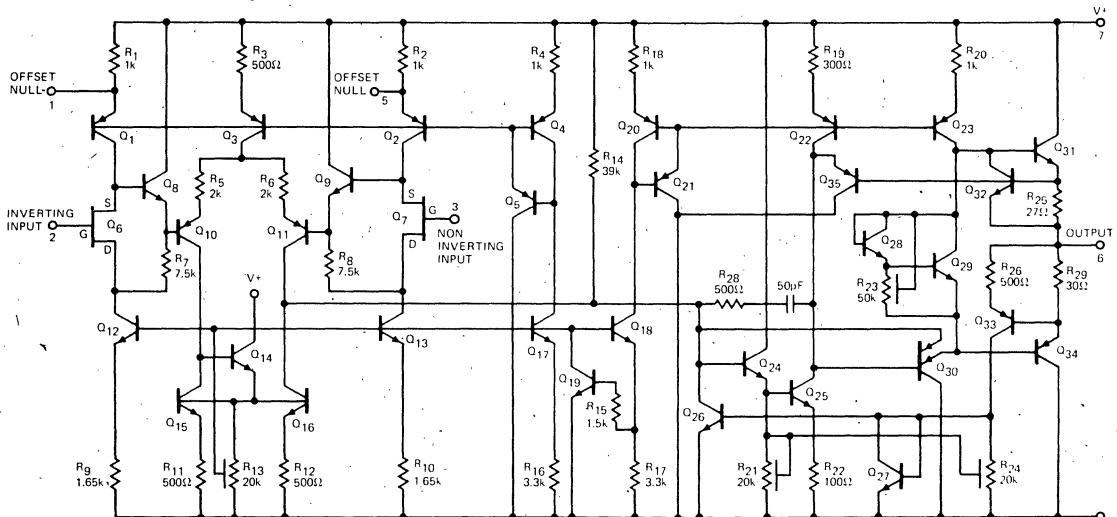 V+
7
R1
1k
R3
500Ω
R2
1k
R4
1k
R18
1k
R19
300Ω
R20
1k
OFFSET
NULL
1
OFFSET
NULL
5
Q1
Q3
Q2
Q4
Q20
Q22
Q23
Q31
Q8
R5
2k
R6
2k
Q9
Q5
R14
39k
Q21
Q35
Q32
R25
27Ω
INVERTING
INPUT
2
S
G
D
Q6
Q10
Q11
S
Q7
G
D
3
NON
INVERTING
INPUT
Q28
Q29
R23
50k
OUTPUT
6
R7
7.5k
R8
7.5k
R28
500Ω
50pF
R26
500Ω
R29
30Ω
V+
Q12
Q14
Q13
Q17
Q18
Q33
Q34
Q19
R15
1.5k
Q24
Q25
Q30
Q15
Q16
Q26
Q27
R9
1.65k
R11
500Ω
R13
20k
R12
500Ω
R10
1.65k
R16
3.3k
R17
3.3k
R21
20k
R22
100Ω
R24
20k